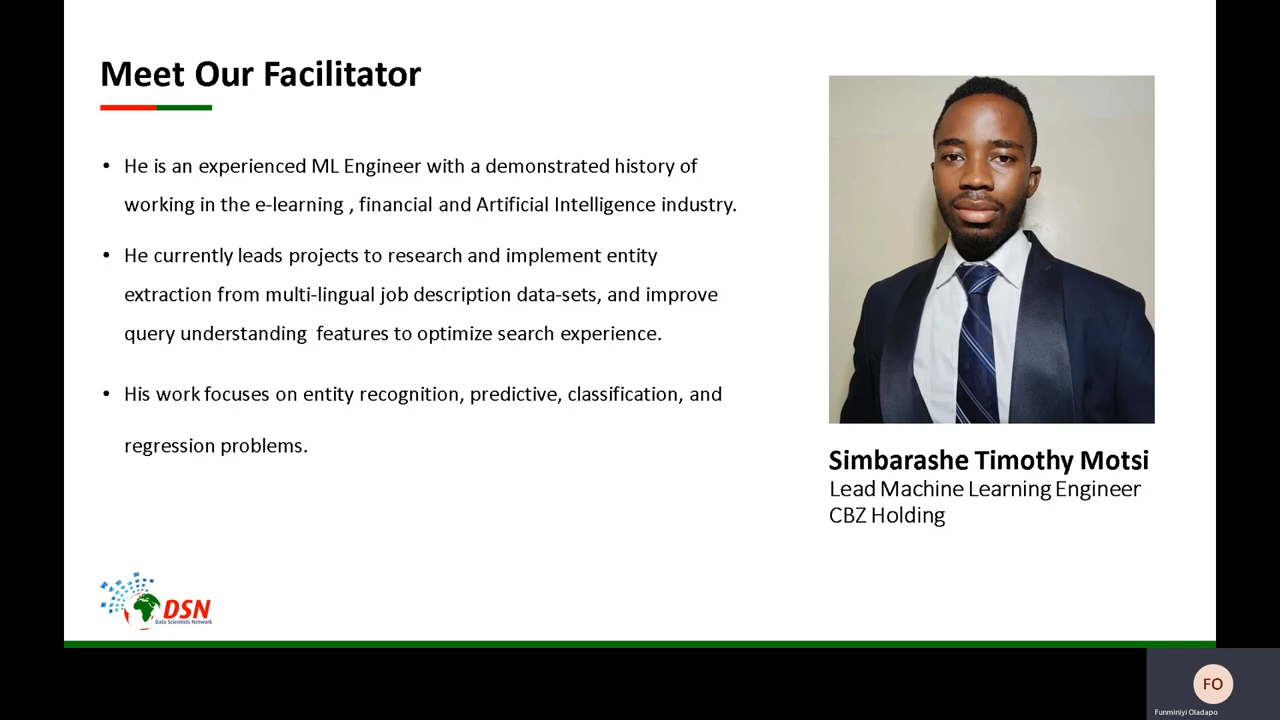 Meet Our Facilitator
• He is an experienced ML Engineer with a demonstrated history of
working in the e-learning , financial and Artificial Intelligence industry.
• He currently leads projects to research and implement entity
extraction from multi-lingual job description data-sets, and improve
query understanding  features to optimize search experience.
• His work focuses on entity recognition, predictive, classification, and
regression problems.
Simbarashe Timothy Motsi
Lead Machine Learning Engineer
CBZ Holding
DSN
Data Scientists Network
FO
Funminiyi Oladapo